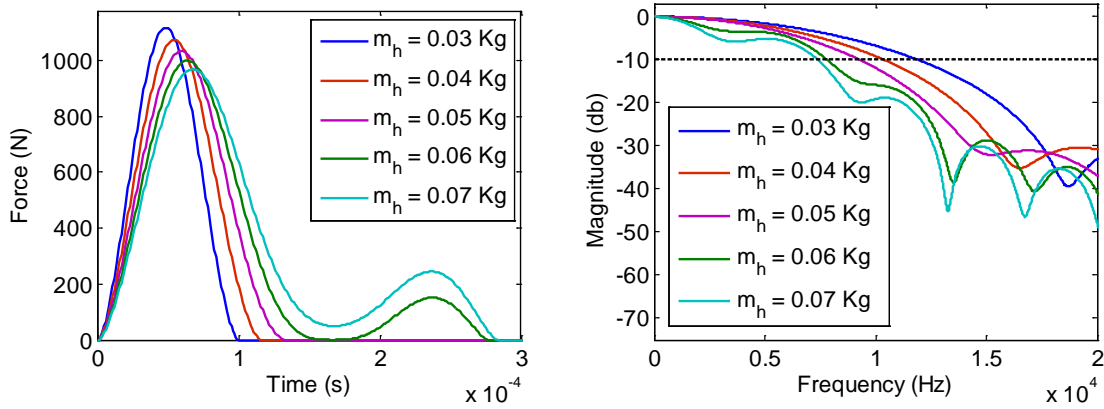 1000
800
600
400
200
0
Force (N)
0
1
2
3
x 10^-4
Time (s)
m_h = 0.03 Kg
m_h = 0.04 Kg
m_h = 0.05 Kg
m_h = 0.06 Kg
m_h = 0.07 Kg
0
-10
-20
-30
-40
-50
-60
-70
Magnitude (db)
0
0.5
1
1.5
2
x 10^4
Frequency (Hz)
m_h = 0.03 Kg
m_h = 0.04 Kg
m_h = 0.05 Kg
m_h = 0.06 Kg
m_h = 0.07 Kg